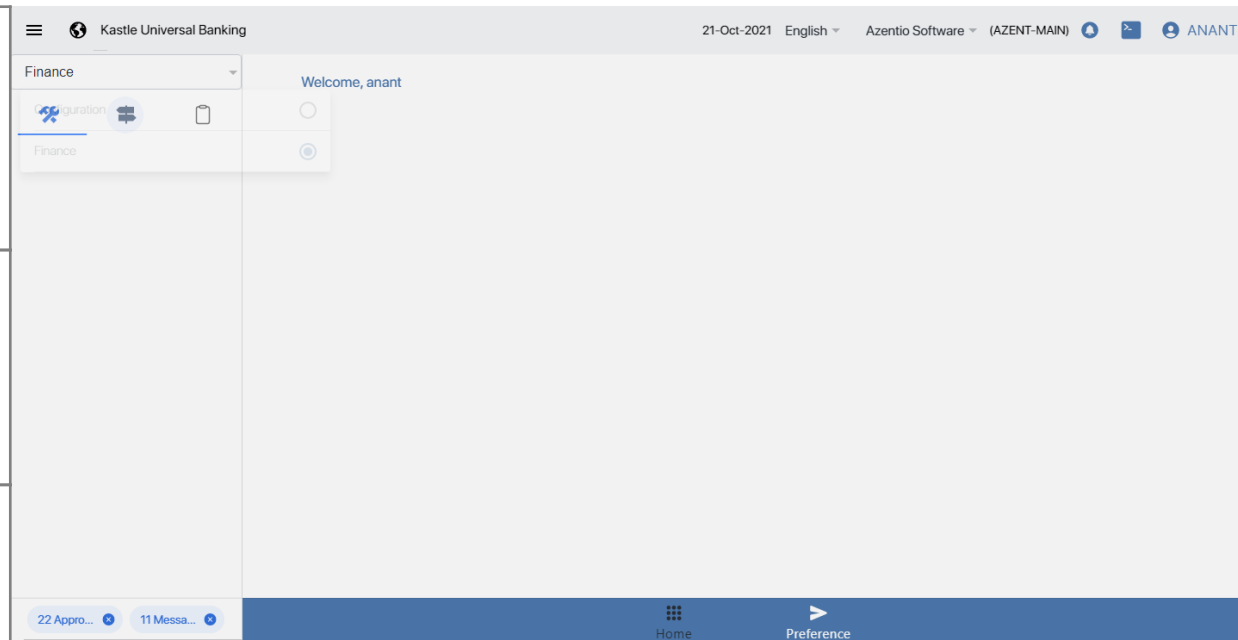 Kastle Universal Banking
21-Oct-2021 English Azentio Software (AZENT-MAIN) ANANT
Finance
Welcome, anant
Configuration
Finance
22 Appro... 11 Messa...
Home
Preference